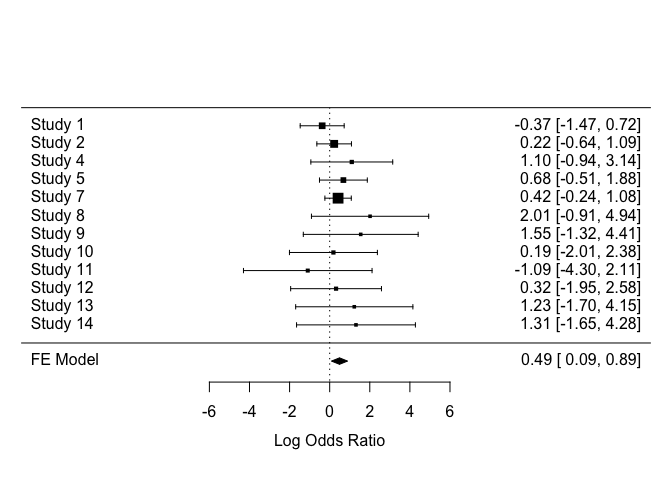 Study 1 -0.37 [-1.47, 0.72]
Study 2 0.22 [-0.64, 1.09]
Study 4 1.10 [-0.94, 3.14]
Study 5 0.68 [-0.51, 1.88]
Study 7 0.42 [-0.24, 1.08]
Study 8 2.01 [-0.91, 4.94]
Study 9 1.55 [-1.32, 4.41]
Study 10 0.19 [-2.01, 2.38]
Study 11 -1.09 [-4.30, 2.11]
Study 12 0.32 [-1.95, 2.58]
Study 13 1.23 [-1.70, 4.15]
Study 14 1.31 [-1.65, 4.28]
FE Model 0.49 [ 0.09, 0.89]
-6 -4 -2 0 2 4 6
Log Odds Ratio